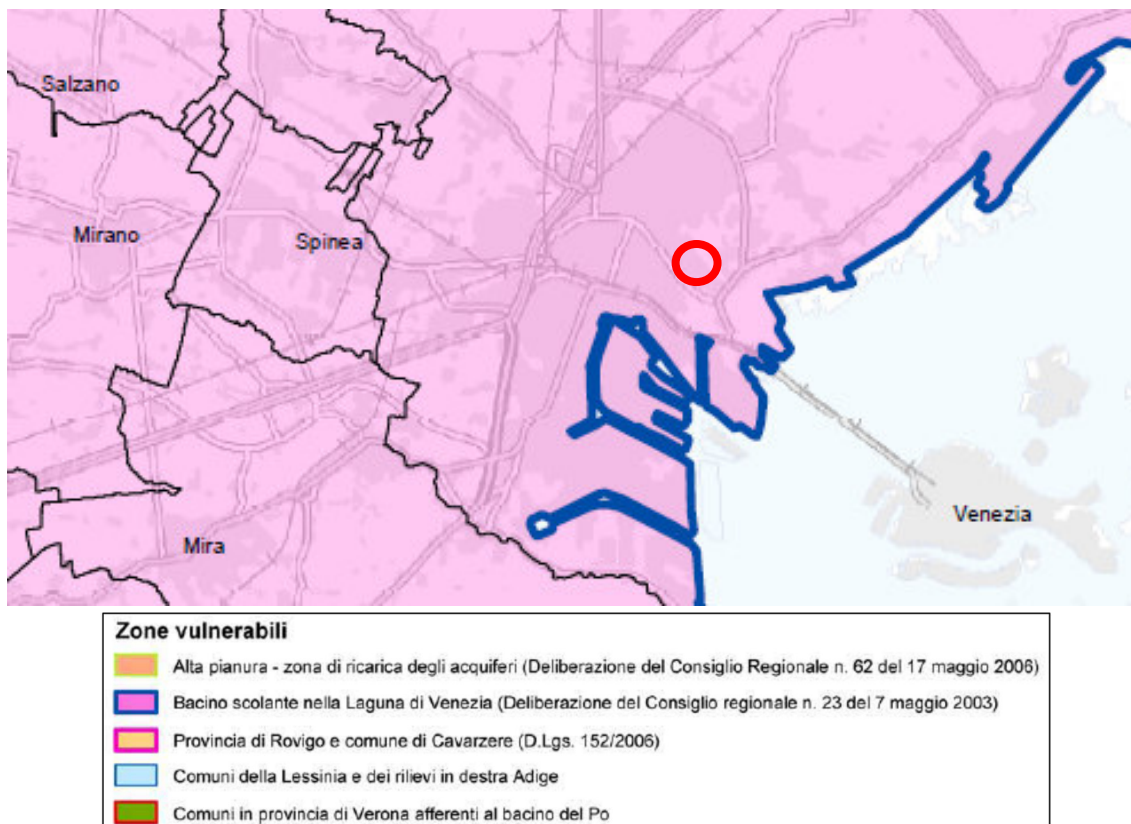 Salzano
Mirano
Spinea
Venezia
Mira
Zone vulnerabili
Alta pianura - zona di ricarica degli acquiferi (Deliberazione del Consiglio Regionale n. 62 del 17 maggio 2006)
Bacino scolante nella Laguna di Venezia (Deliberazione del Consiglio regionale n. 23 del 7 maggio 2003)
Provincia di Rovigo e comune di Cavarzere (D.Lgs. 152/2006)
Comuni della Lessinia e dei rilievi in destra Adige
Comuni in provincia di Verona afferenti al bacino del Po